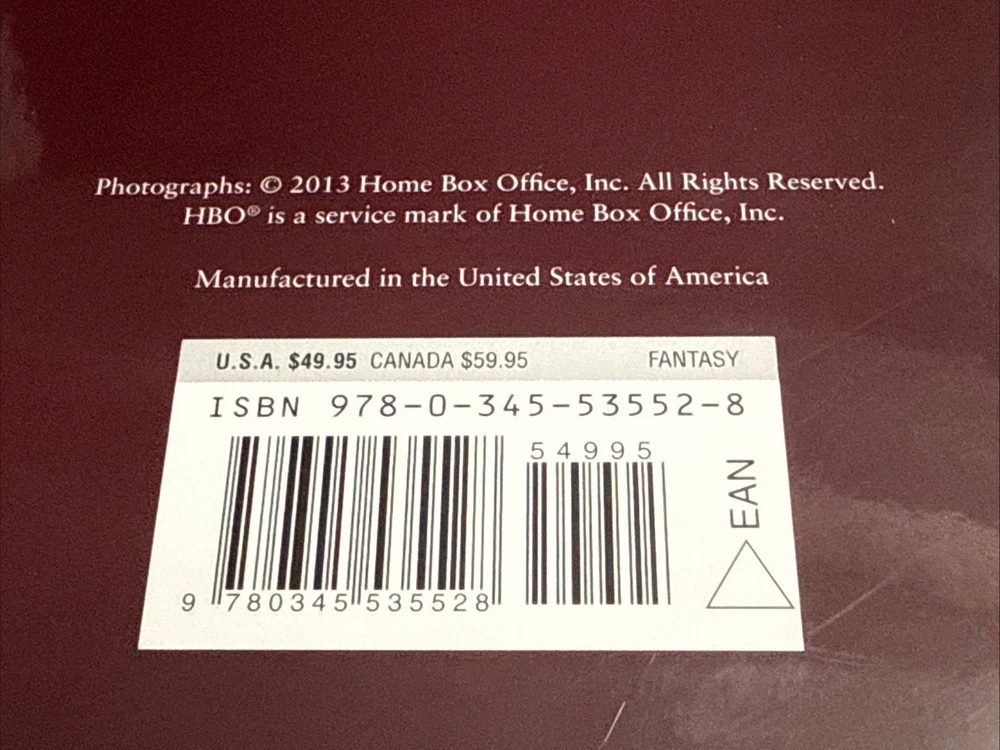 Photographs: © 2013 Home Box Office, Inc. All Rights Reserved.
HBO® is a service mark of Home Box Office, Inc.
Manufactured in the United States of America
U.S.A. $49.95 CANADA $59.95 FANTASY
ISBN 978-0-345-53552-8
54995
EAN
9 780345 535528